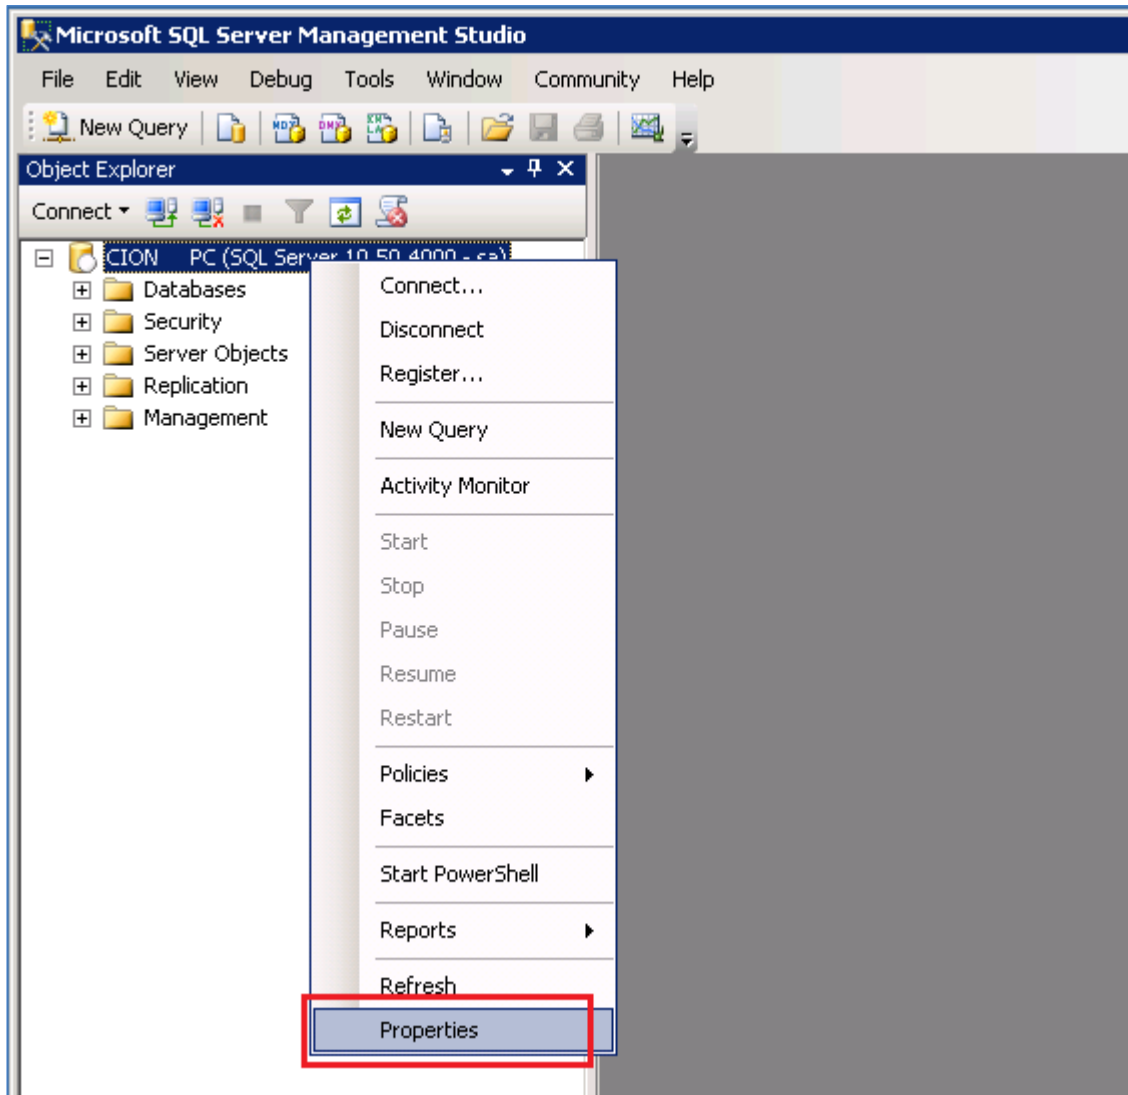 Microsoft SQL Server Management Studio
File Edit View Debug Tools Window Community Help
New Query
Object Explorer
Connect
CION PC (SQL Server 10.50.4000 - sa)
Databases
Security
Server Objects
Replication
Management
Connect...
Disconnect
Register...
New Query
Activity Monitor
Start
Stop
Pause
Resume
Restart
Policies
Facets
Start PowerShell
Reports
Refresh
Properties